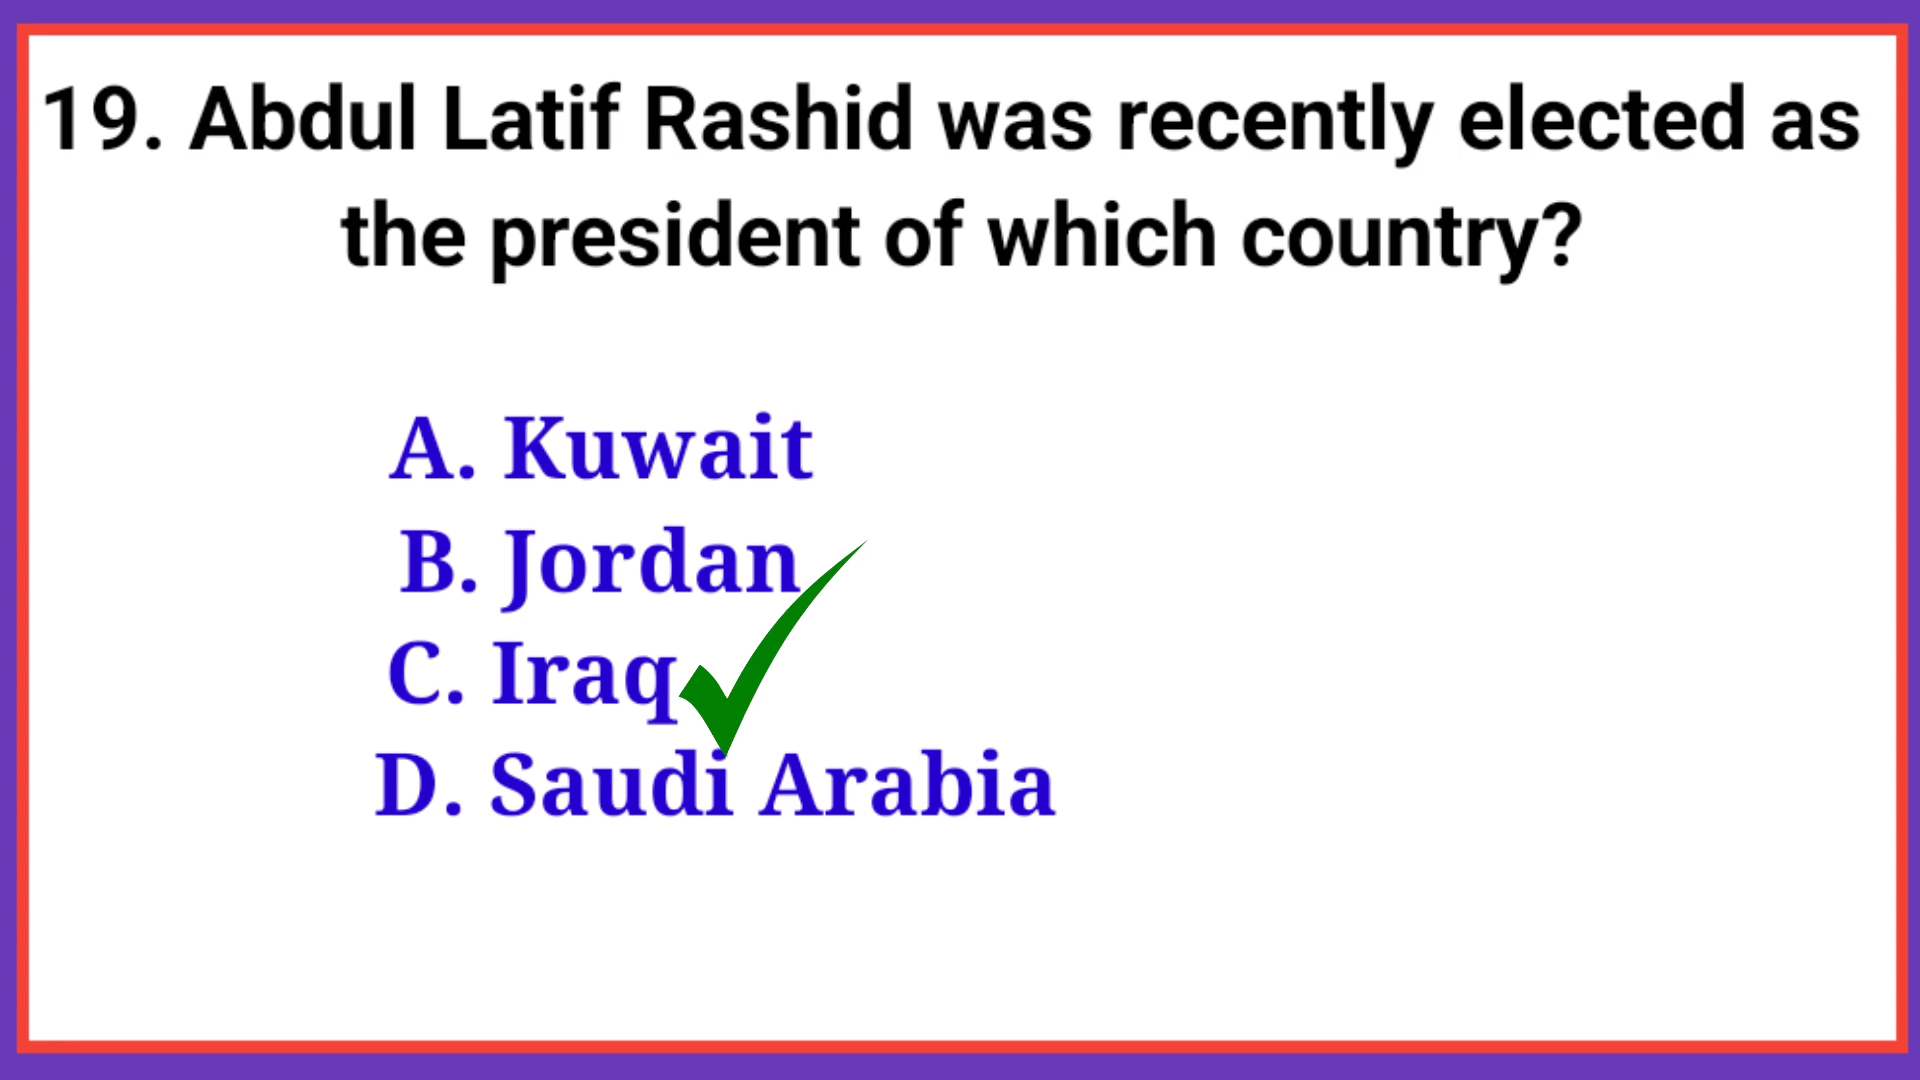 19. Abdul Latif Rashid was recently elected as
the president of which country?
A. Kuwait
B. Jordan
C. Iraq
D. Saudi Arabia